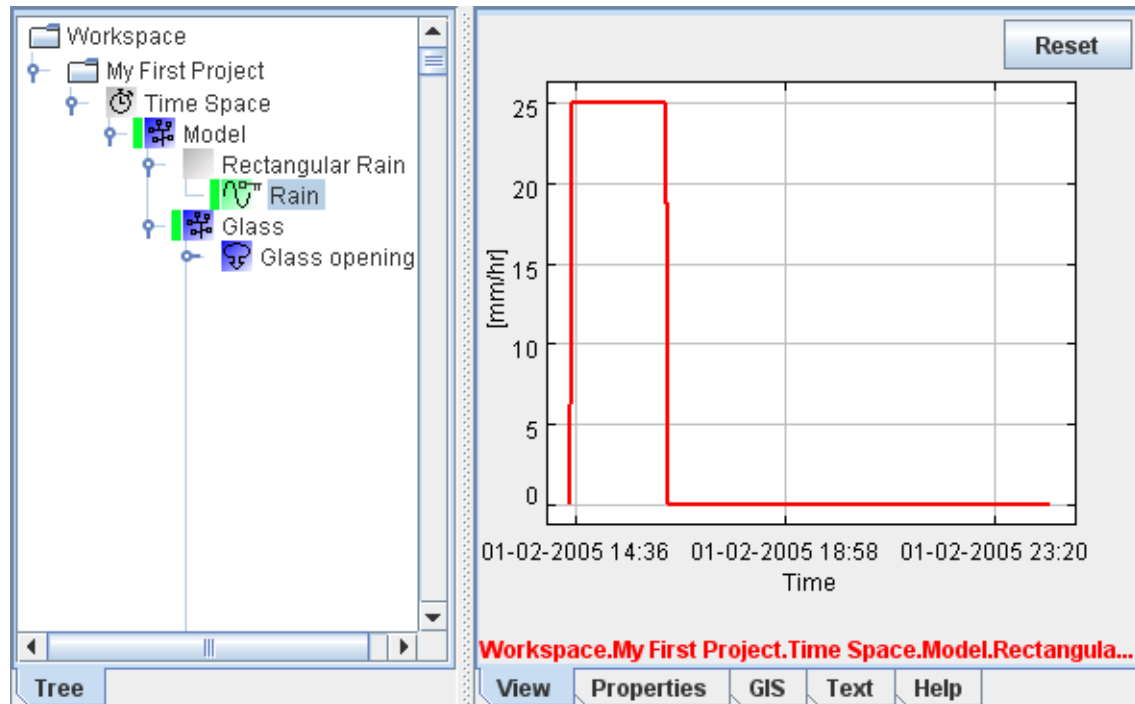 Workspace
My First Project
Time Space
Model
Rectangular Rain
Rain
Glass
Glass opening
Tree
Reset
25
20
15
10
5
0
[mm/hr]
01-02-2005 14:36 01-02-2005 18:58 01-02-2005 23:20
Time
Workspace.My First Project.Time Space.Model.Rectangula...
View Properties GIS Text Help